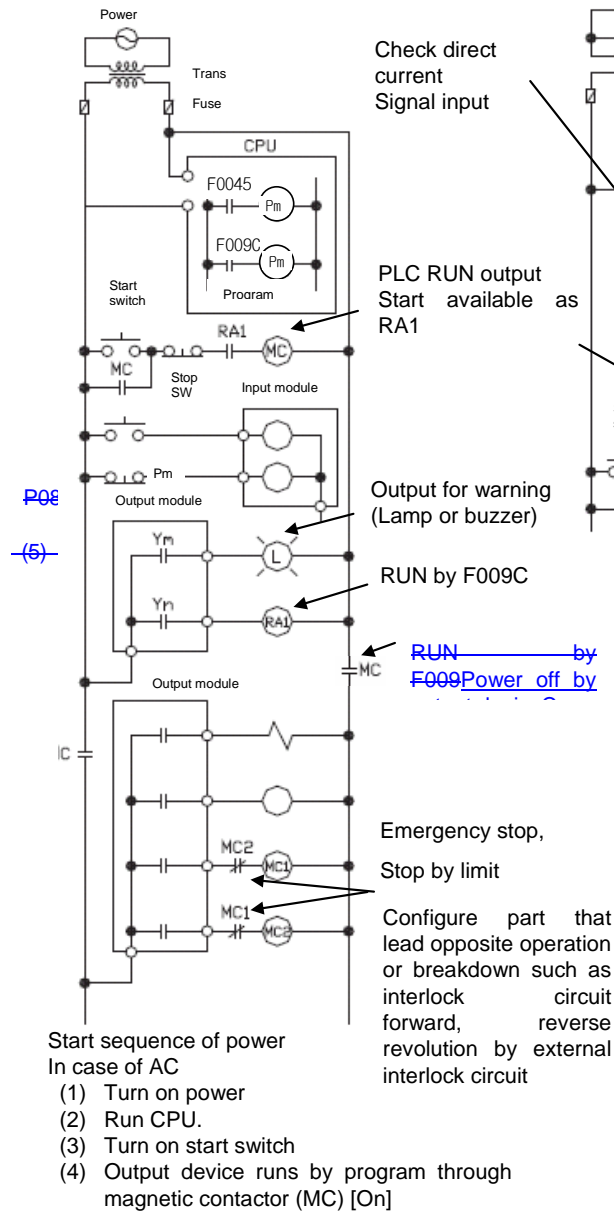 Power
Trans
Fuse
Check direct
current
Signal input
CPU
F0045
Pm
F009C
Pm
Program
PLC RUN output
Start available as
RA1
Start
switch
RA1
MC
MC
Stop
SW
Input module
Pm
P08
Output module
Output for warning
(Lamp or buzzer)
(5)
Ym
L
RUN by F009C
Yn
RA1
RUN by
F009Power off by
MC
Output module
Emergency stop,
Stop by limit
MC2
MC1
MC1
MC2
Configure part that
lead opposite operation
or breakdown such as
interlock circuit
forward, reverse
revolution by external
interlock circuit
Start sequence of power
In case of AC
(1) Turn on power
(2) Run CPU.
(3) Turn on start switch
(4) Output device runs by program through
magnetic contactor (MC) [On]